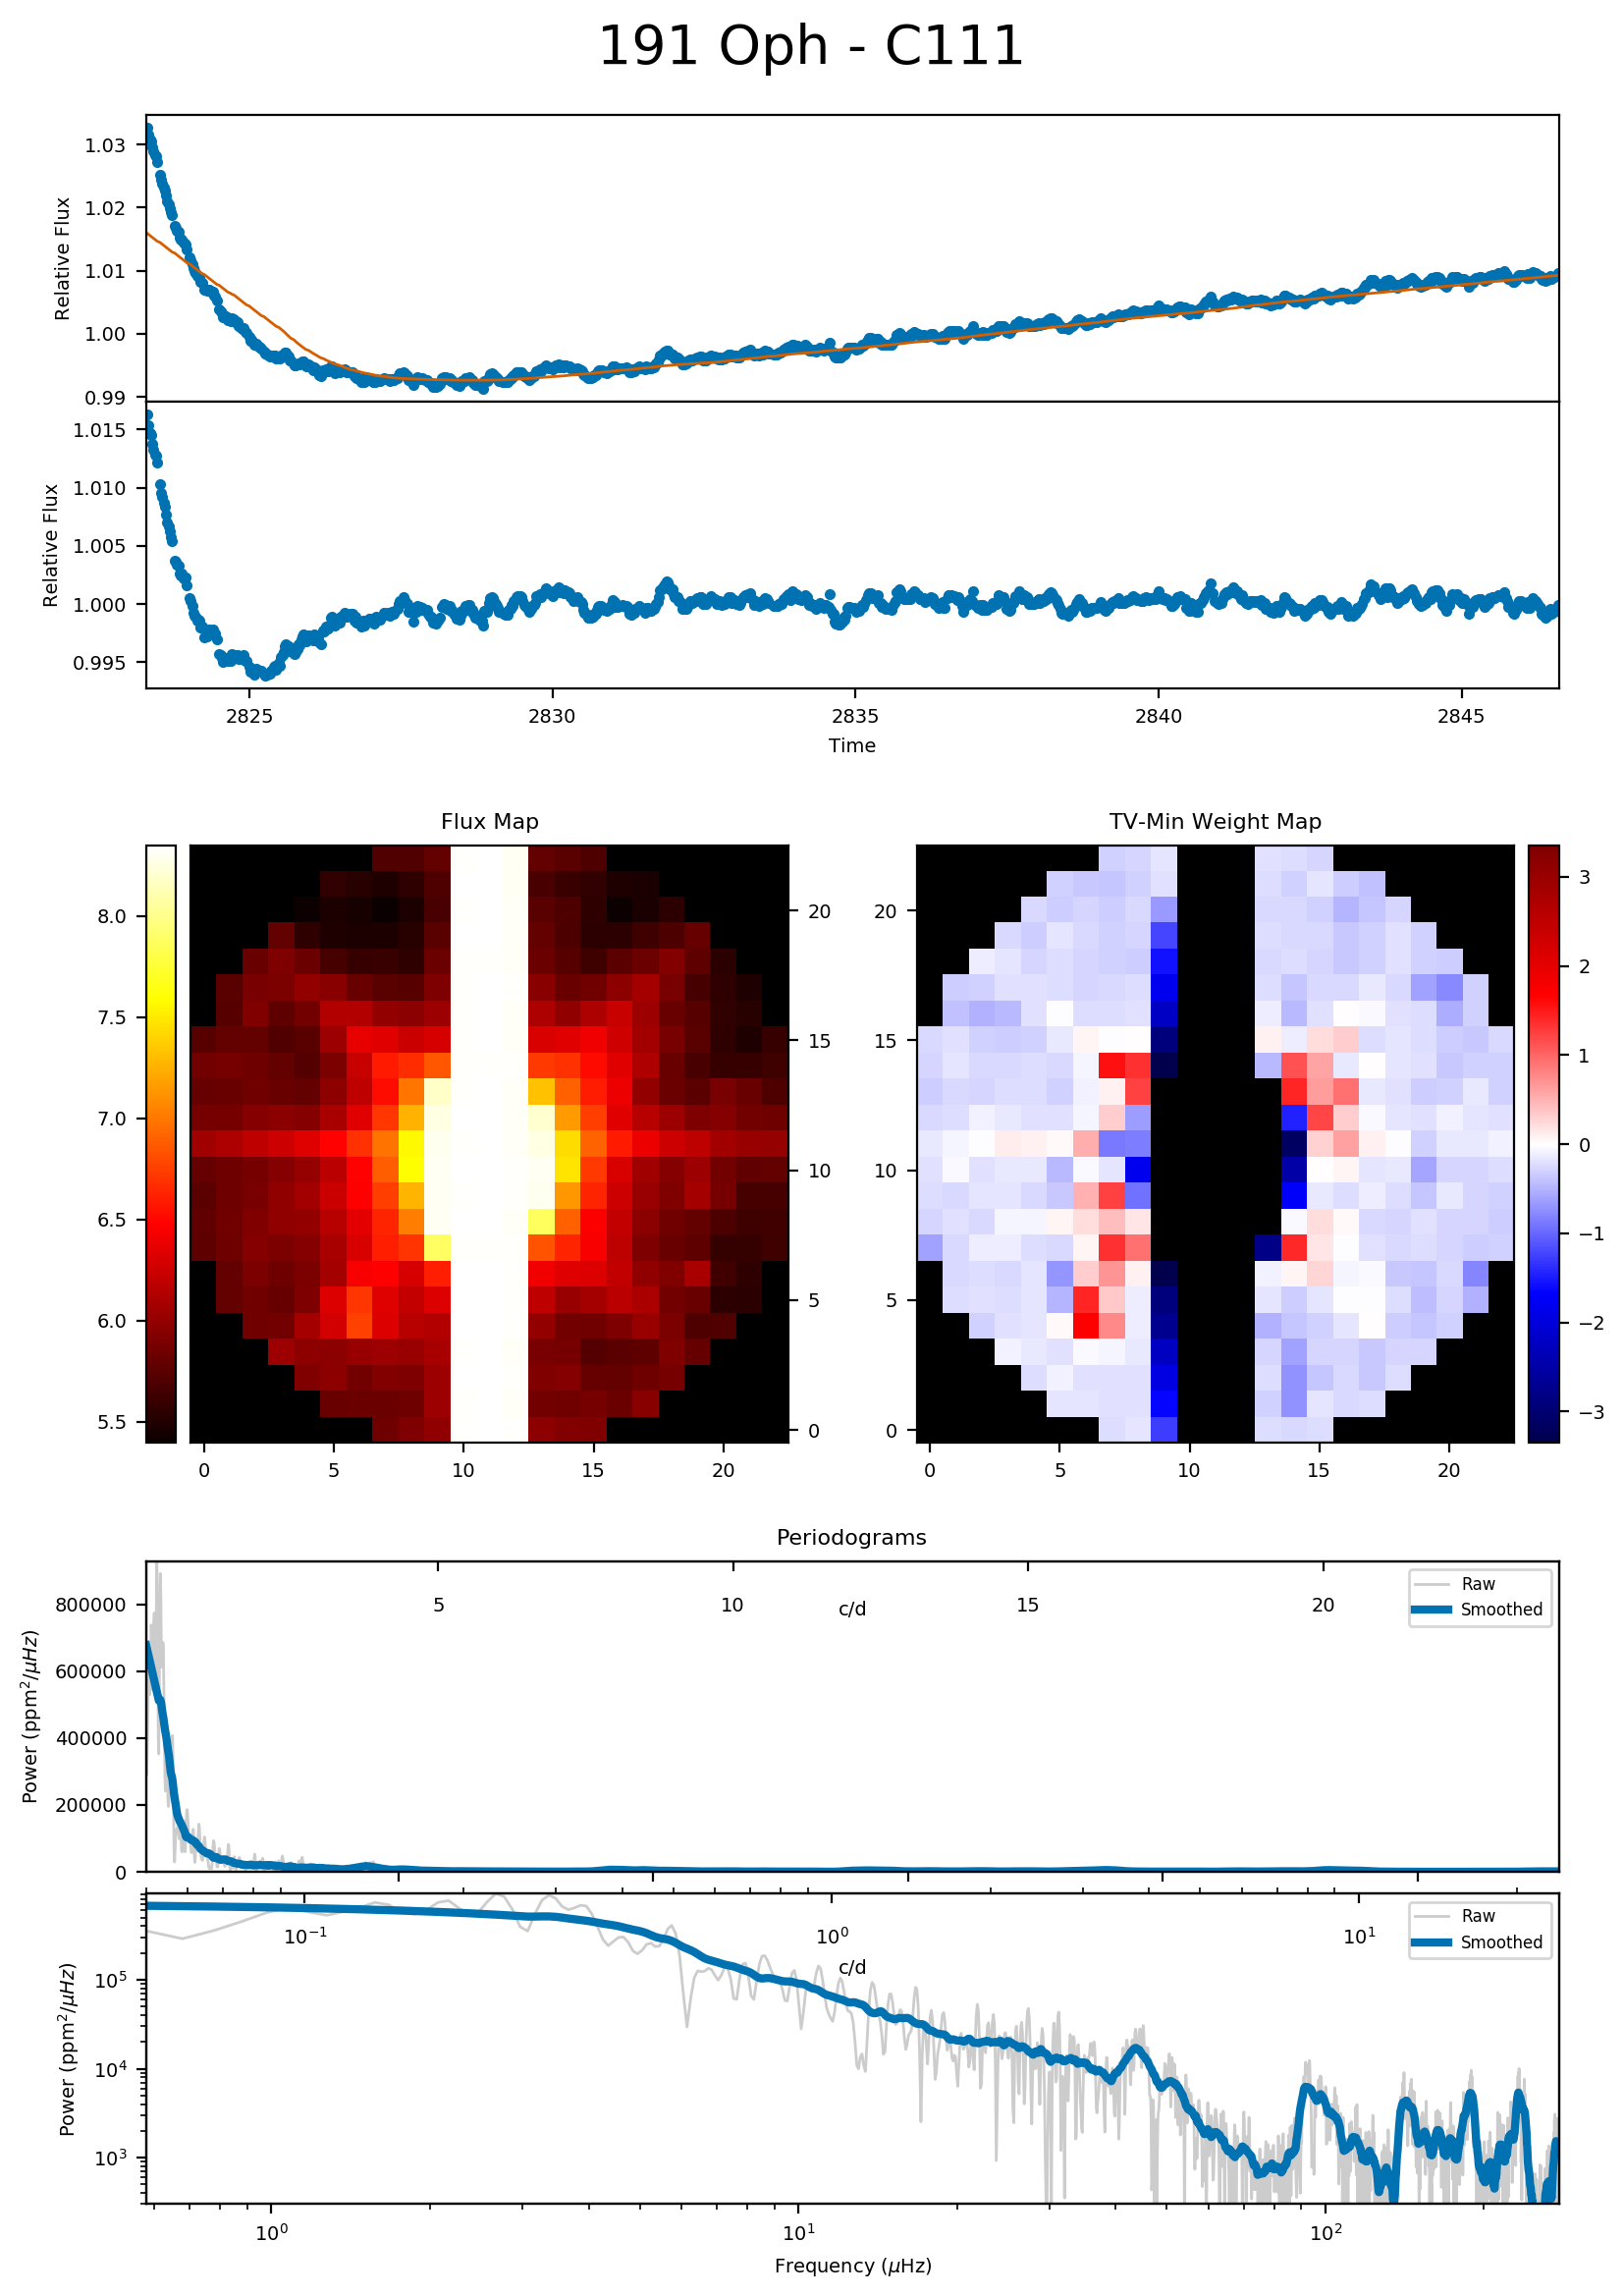 191 Oph - C111
1.03
1.02
1.01
1.00
0.99
Relative Flux
1.015
1.010
1.005
1.000
0.995
Relative Flux
2825 2830 2835 2840 2845
Time
Flux Map
TV-Min Weight Map
8.0
7.5
7.0
6.5
6.0
5.5
20
15
10
5
0
0 5 10 15 20
20
15
10
5
0
0 5 10 15 20
3
2
1
0
−1
−2
−3
Periodograms
5 10 15 20
c/d
Raw
Smoothed
800000
600000
400000
200000
0
Power (ppm²/μHz)
10⁻¹ 10⁰ 10¹
c/d
Raw
Smoothed
10⁵
10⁴
10³
Power (ppm²/μHz)
10⁰ 10¹ 10²
Frequency (μHz)